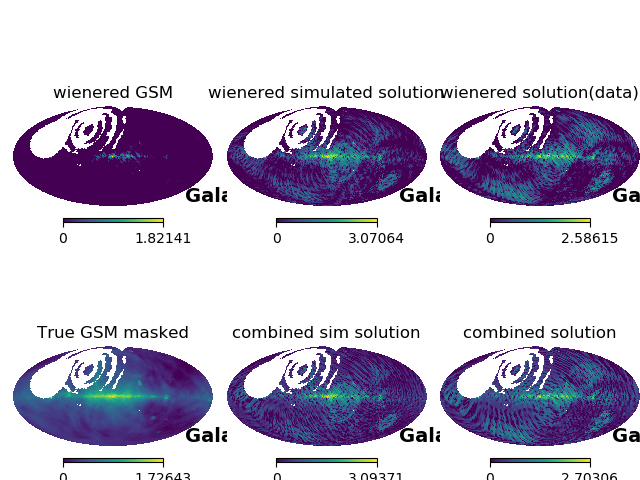 wienered GSM wienered simulated solution wienered solution(data)
Gala Gala Ga
0 1.82141 0 3.07064 0 2.58615
True GSM masked combined sim solution combined solution
Gala Gala Ga
0 1.72643 0 3.09371 0 2.70306